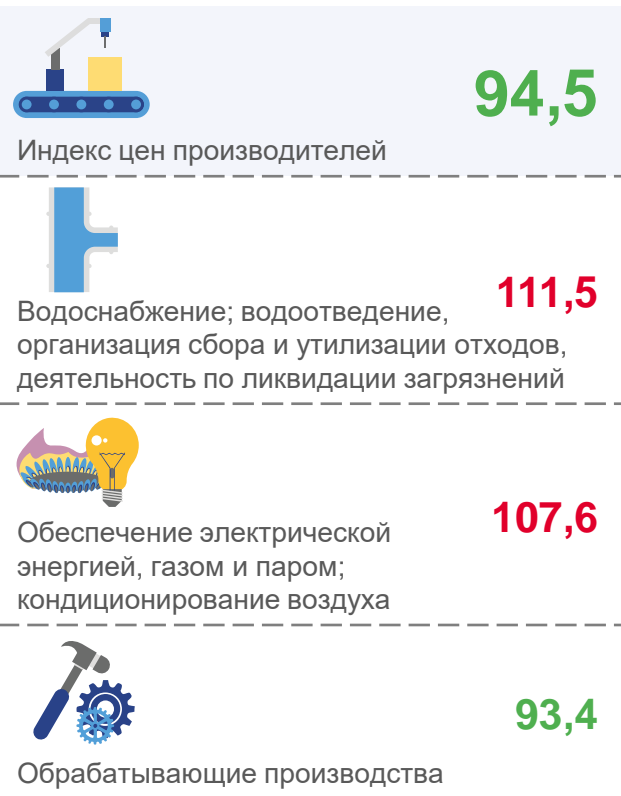 94,5
Индекс цен производителей
111,5
Водоснабжение; водоотведение,
организация сбора и утилизации отходов,
деятельность по ликвидации загрязнений
107,6
Обеспечение электрической
энергией, газом и паром;
кондиционирование воздуха
93,4
Обрабатывающие производства